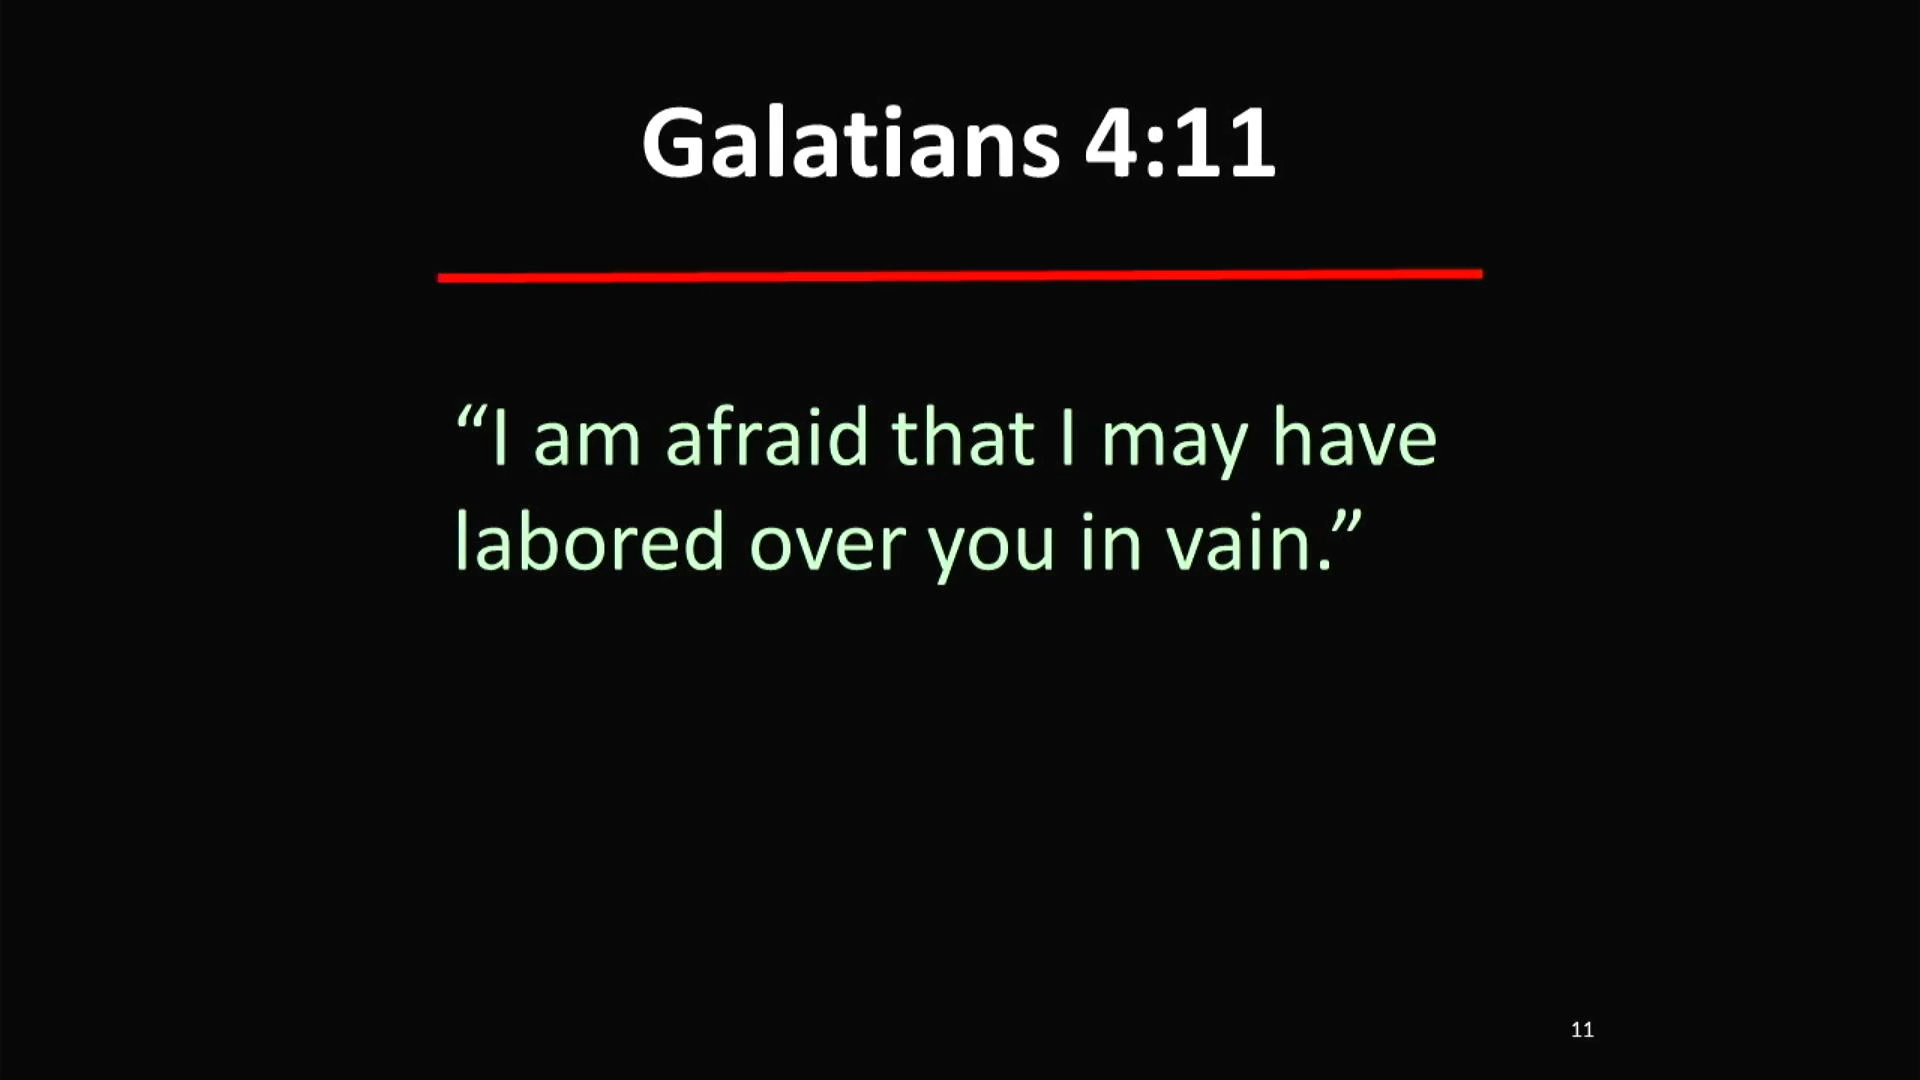 Galatians 4:11
“I am afraid that I may have
labored over you in vain.”
11